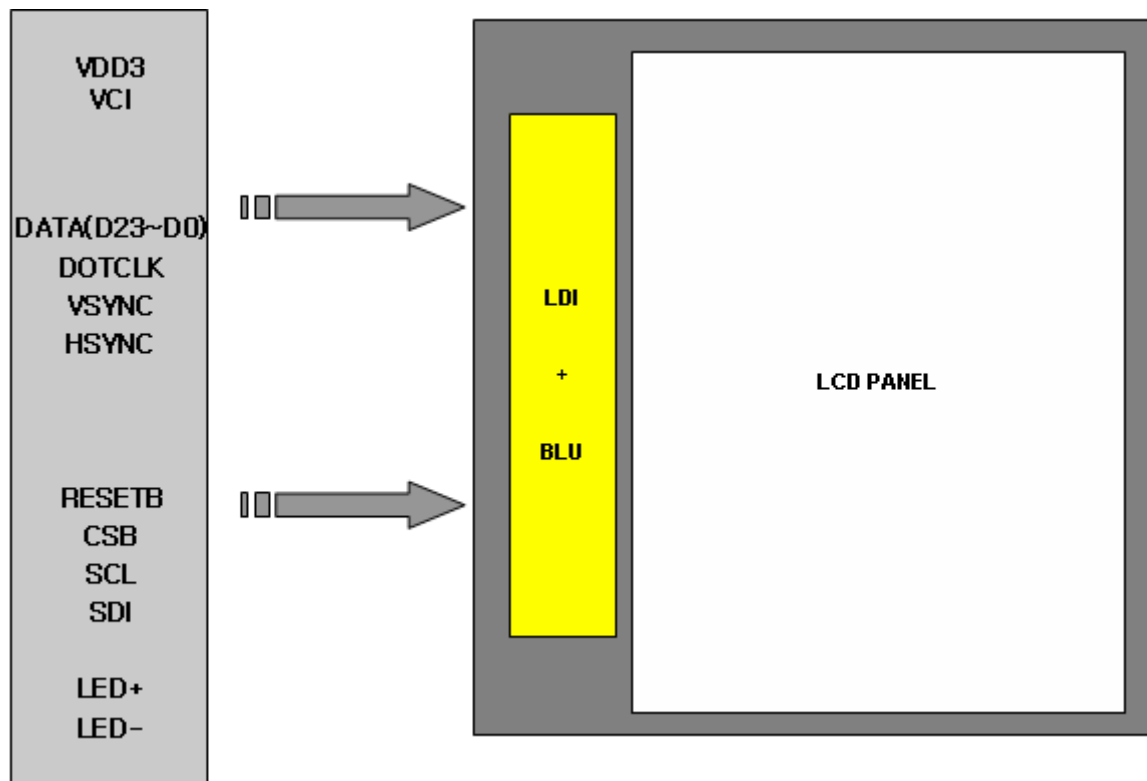 VDD3
VCI
DATA(D23~D0)
DOTCLK
VSYNC
HSYNC
RESETB
CSB
SCL
SDI
LED+
LED-
LDI
+
BLU
LCD PANEL